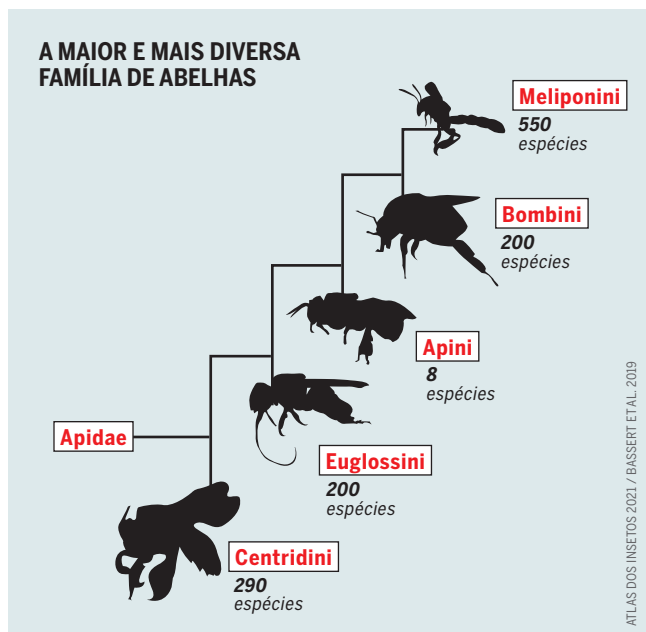 A MAIOR E MAIS DIVERSA
FAMÍLIA DE ABELHAS
Meliponini
550
espécies
Bombini
200
espécies
Apini
8
espécies
Apidae
Euglossini
200
espécies
Centridini
290
espécies
ATLAS DOS INSETOS 2021 / BASSERT ET AL. 2019